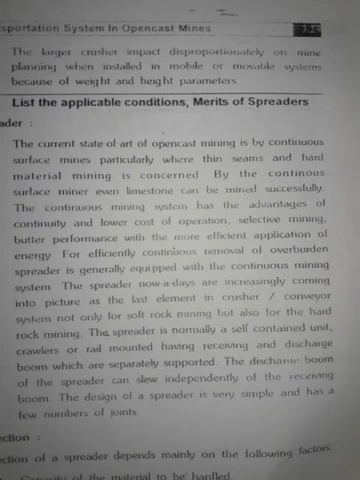 sportation System In Opencast Mines
The larger crusher impact disproportionately on mine
planning when installed in mobile or movable systems
because of weight and height parameters.
List the applicable conditions, Merits of Spreaders
ader :
The current state of art of opencast mining is by continuous
surface mines particularly where thin seams and hard
material mining is concerned By the continous
surface miner even limestone can be mined successfully.
The continuous mining system has the advantages of
continuity and lower cost of operation, selective mining,
butter performance with the more efficient application of
energy For efficiently continuous removal of overburden
spreader is generally equipped with the continuous mining
system The spreader now-a-days are increasingly coming
into picture as the last element in crusher / conveyor
system not only for soft rock mining but also for the hard
rock mining. The spreader is normally a self contained unit,
crawlers or rail mounted having receiving and discharge
boom which are separately supported. The discharge boom
of the spreader can slew independently of the receiving
boom. The design of a spreader is very simple and has a
few numbers of joints.
ection :
ection of a spreader depends mainly on the following factors
Capacity of the material to be hanfled.